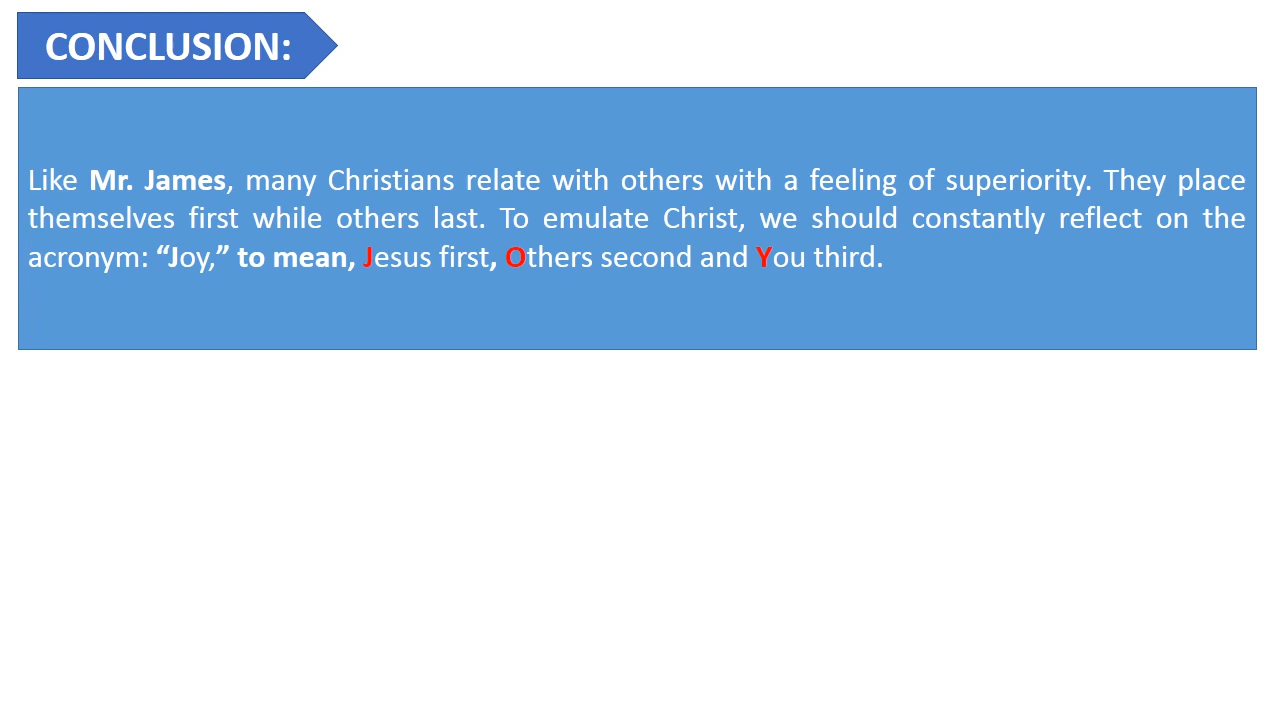 CONCLUSION:
Like Mr. James, many Christians relate with others with a feeling of superiority. They place
themselves first while others last. To emulate Christ, we should constantly reflect on the
acronym: “Joy,” to mean, Jesus first, Others second and You third.